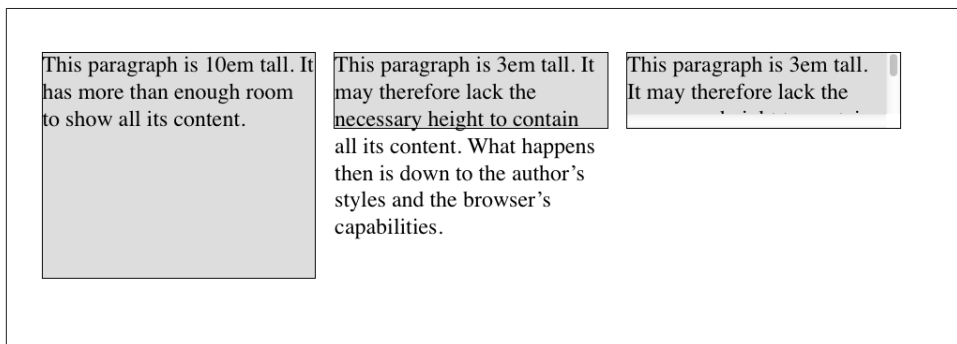 This paragraph is 10em tall. It
has more than enough room
to show all its content.
This paragraph is 3em tall. It
may therefore lack the
necessary height to contain
all its content. What happens
then is down to the author’s
styles and the browser’s
capabilities.
This paragraph is 3em tall.
It may therefore lack the